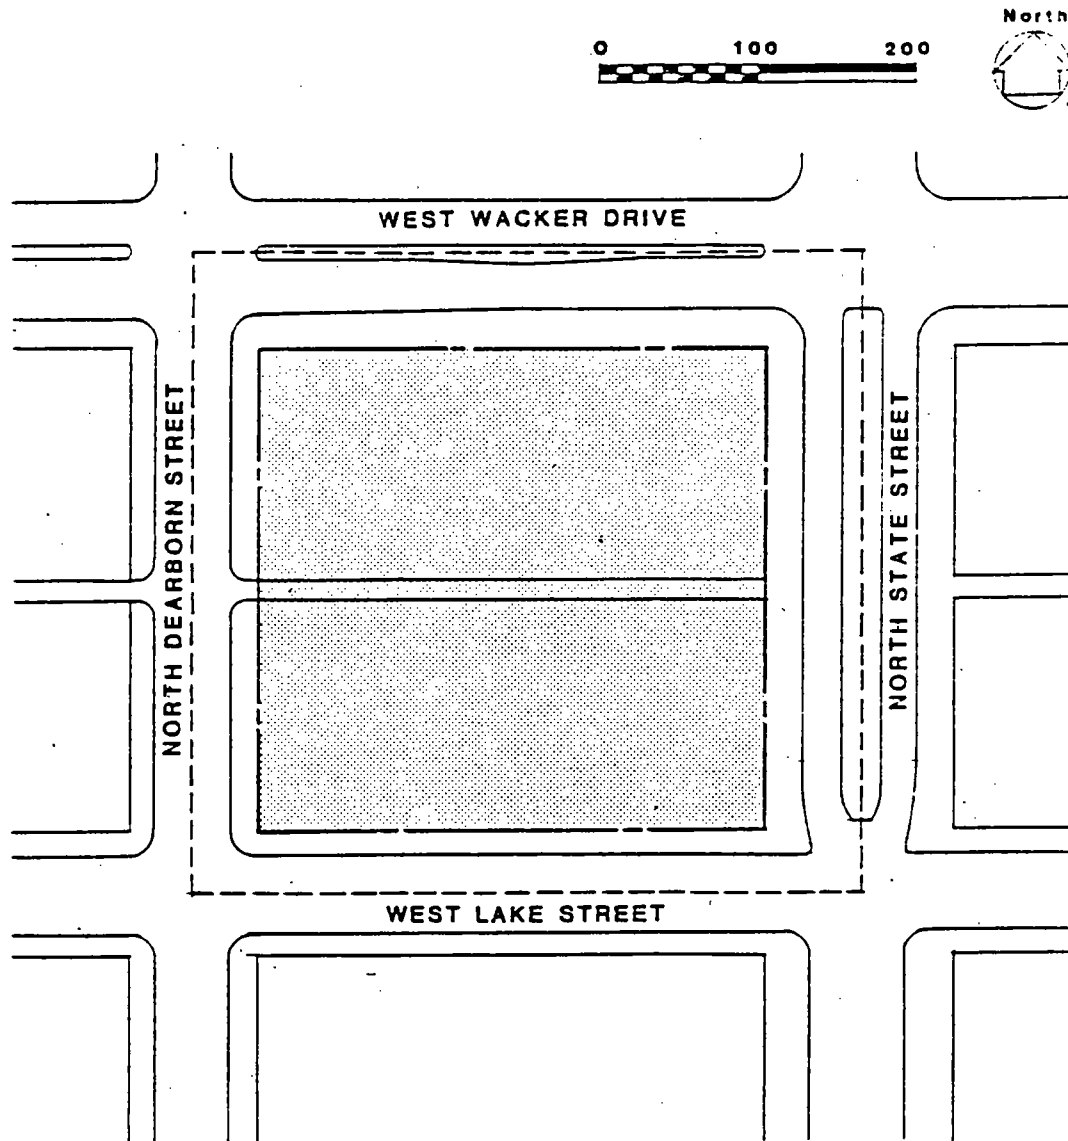 North
0 100 200
WEST WACKER DRIVE
NORTH DEARBORN STREET
NORTH STATE STREET
WEST LAKE STREET